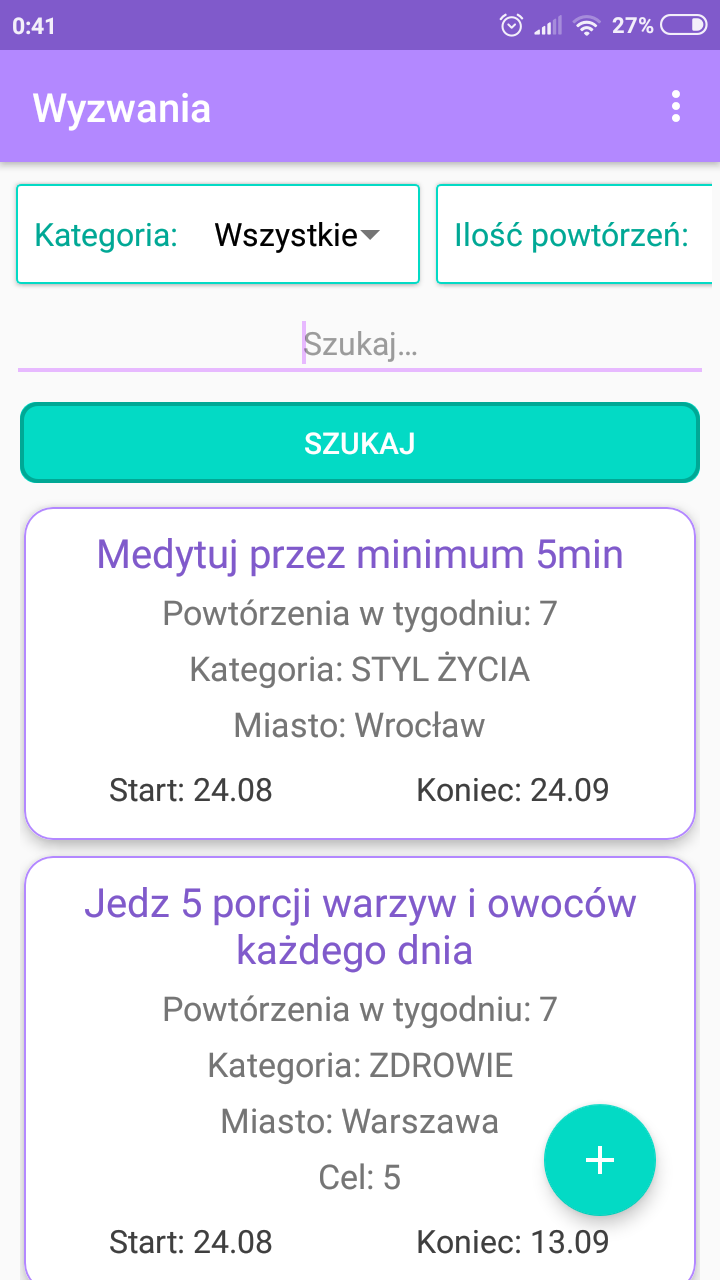 0:41 27%
Wyzwania
Kategoria: Wszystkie Ilość powtórzeń:
Szukaj...
SZUKAJ
Medytuj przez minimum 5min
Powtórzenia w tygodniu: 7
Kategoria: STYL ŻYCIA
Miasto: Wrocław
Start: 24.08 Koniec: 24.09
Jedz 5 porcji warzyw i owoców
każdego dnia
Powtórzenia w tygodniu: 7
Kategoria: ZDROWIE
Miasto: Warszawa
Cel: 5
Start: 24.08 Koniec: 13.09